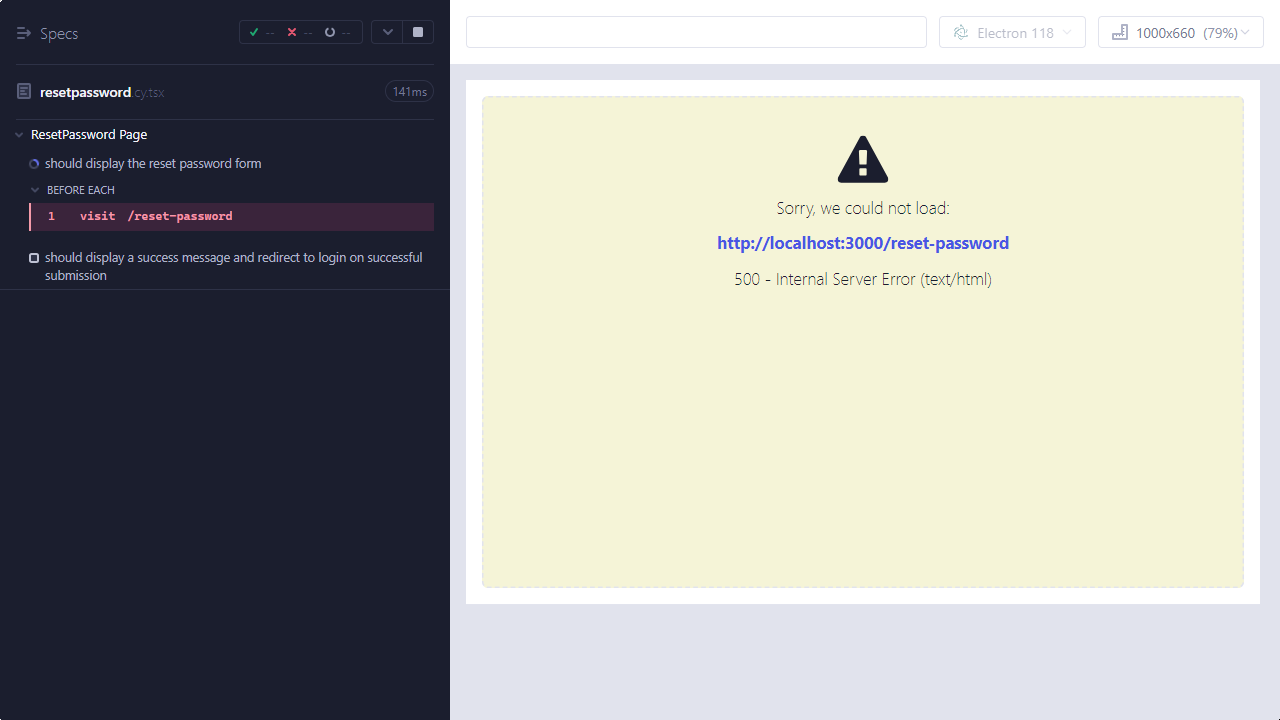 Specs
-- -- --
resetpassword.cy.tsx 141ms
ResetPassword Page
should display the reset password form
BEFORE EACH
1 visit /reset-password
should display a success message and redirect to login on successful
submission
Electron 118
1000x660 (79%)
Sorry, we could not load:
http://localhost:3000/reset-password
500 - Internal Server Error (text/html)